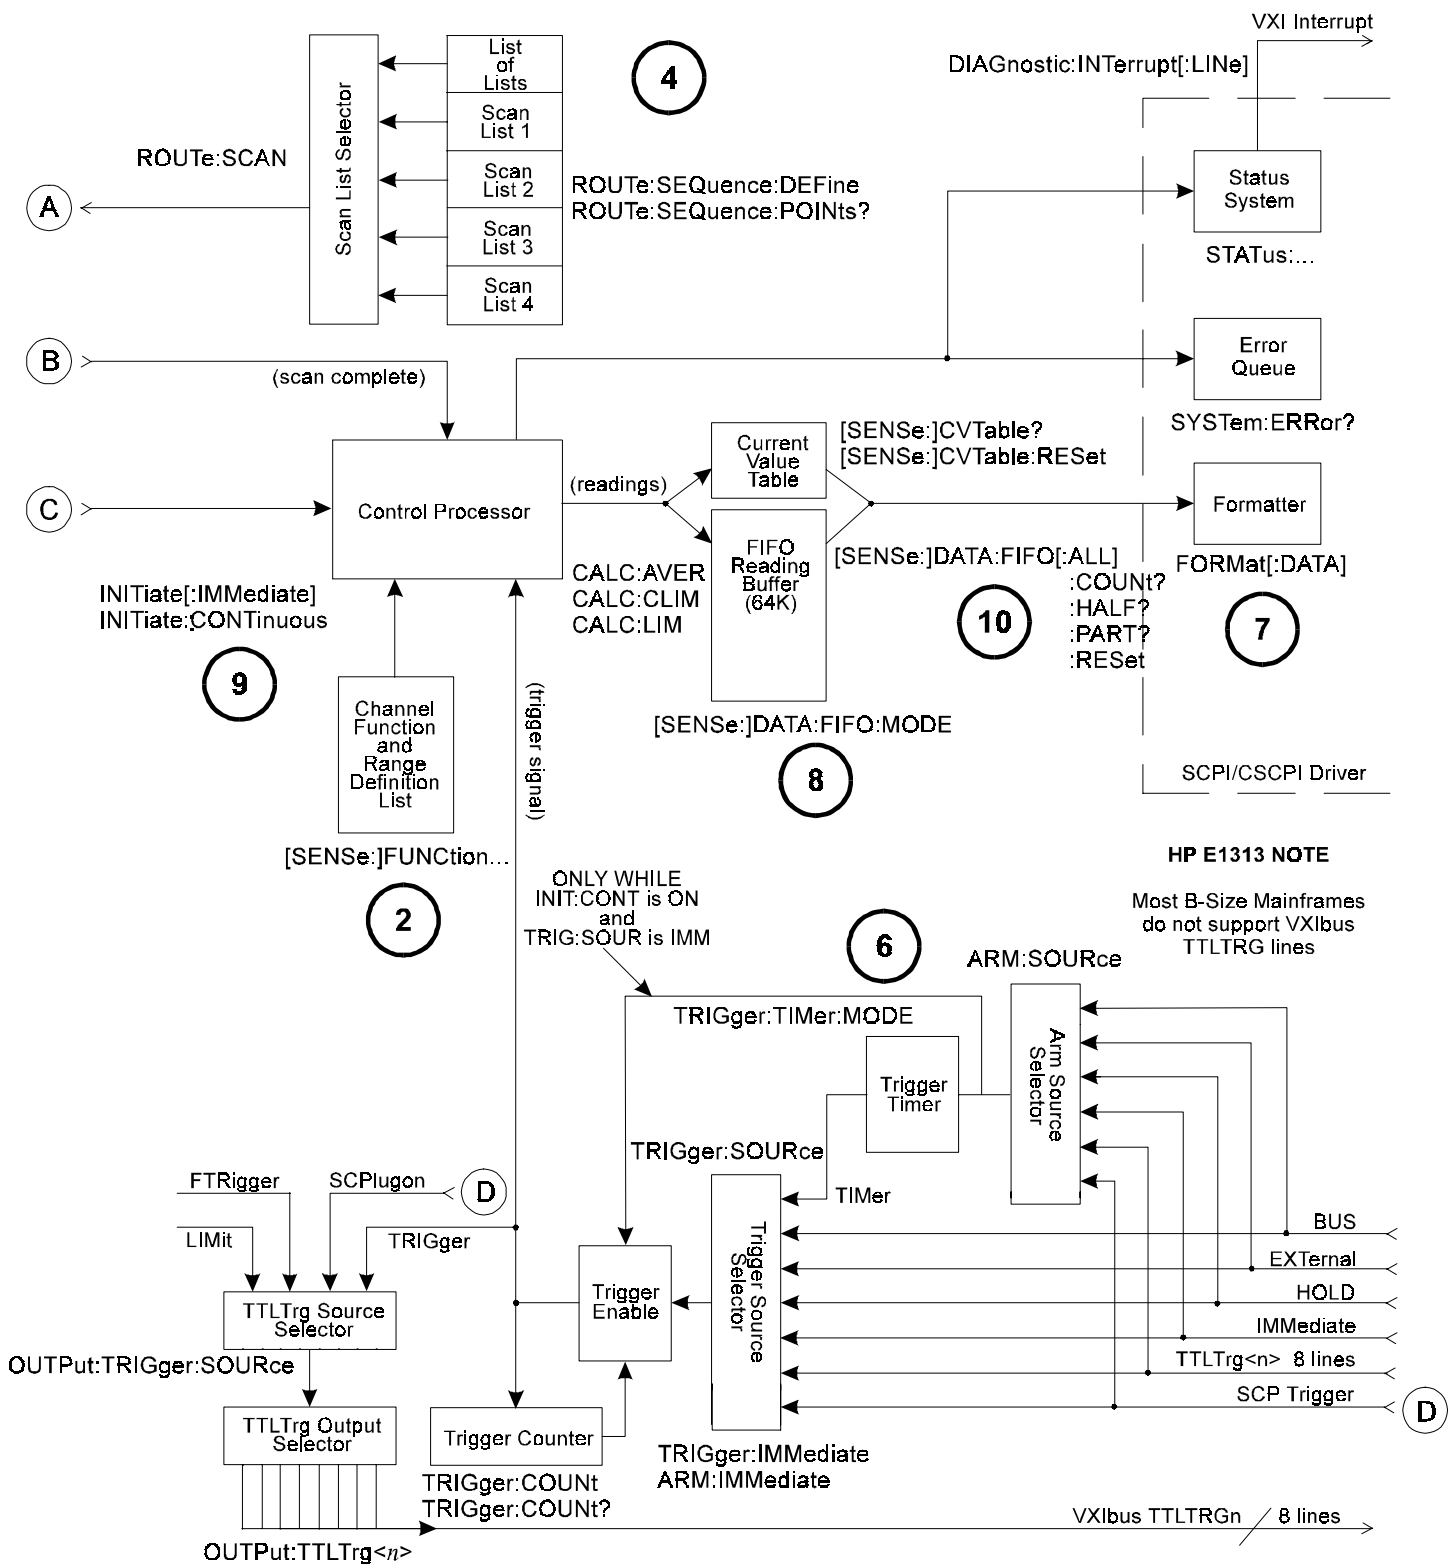 VXI Interrupt
DIAGnostic:INTerrupt[:LINe]
List
of
Lists
4
Scan
List 1
Scan List Selector
ROUTe:SCAN
Scan
List 2
ROUTe:SEQuence:DEFine
ROUTe:SEQuence:POINts?
Status
System
A
Scan
List 3
STATus:...
Scan
List 4
B
(scan complete)
Error
Queue
SYSTem:ERRor?
Current
Value
Table
[SENSe:]CVTable?
[SENSe:]CVTable:RESet
C
Control Processor
(readings)
Formatter
FIFO
Reading
Buffer
(64K)
[SENSe:]DATA:FIFO[:ALL]
:COUNt?
:HALF?
:PART?
:RESet
FORMat[:DATA]
CALC:AVER
CALC:CLIM
CALC:LIM
INITiate[:IMMediate]
INITiate:CONTinuous
10
7
9
Channel
Function
and
Range
Definition
List
(trigger signal)
[SENSe:]DATA:FIFO:MODE
8
SCPI/CSCPI Driver
[SENSe:]FUNCtion...
2
HP E1313 NOTE
Most B-Size Mainframes
do not support VXIbus
TTLTRG lines
ONLY WHILE
INIT:CONT is ON
and
TRIG:SOUR is IMM
6
ARM:SOURce
TRIGger:TIMer:MODE
Arm Source
Selector
Trigger
Timer
TRIGger:SOURce
TIMer
FTRigger
SCPlugon
D
LIMit
TRIGger
Trigger Source
Selector
BUS
EXTernal
HOLD
IMMediate
TTLTrg<n> 8 lines
SCP Trigger
D
Trigger
Enable
TTLTrg Source
Selector
OUTPut:TRIGger:SOURce
TTLTrg Output
Selector
Trigger Counter
TRIGger:COUNt
TRIGger:COUNt?
TRIGger:IMMediate
ARM:IMMediate
VXIbus TTLTRGn
8 lines
OUTPut:TTLTrg<n>